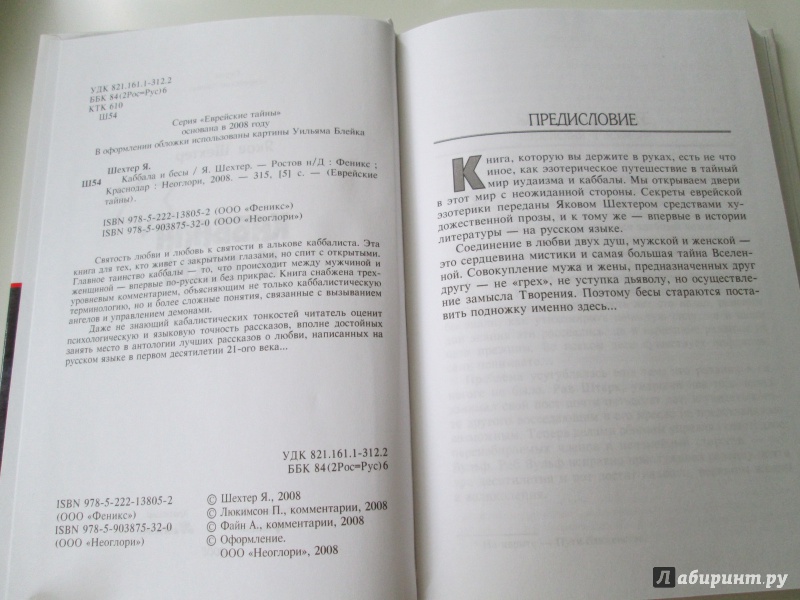 УДК 821.161.1-312.2
ББК 84(2Рос=Рус)6
КТК 610
Ш54
Серия «Еврейские тайны»
основана в 2008 году
В оформлении обложки использованы картины Уильяма Блейка
Шехтер Я.
Ш54 Каббала и бесы / Я. Шехтер. — Ростов н/Д : Феникс ;
Краснодар : Неоглори, 2008. — 315, [5] с. — (Еврейские
тайны).
ISBN 978-5-222-13805-2 (ООО «Феникс»)
ISBN 978-5-903875-32-0 (ООО «Неоглори»)
Святость любви и любовь к святости в алькове каббалиста. Эта
книга для тех, кто живет с закрытыми глазами, но спит с открытыми.
Главное таинство каббалы — то, что происходит между мужчиной и
женщиной — впервые по-русски и без прикрас. Книга снабжена трех-
уровневым комментарием, объясняющим не только каббалистическую
терминологию, но и более сложные понятия, связанные с вызыванием
ангелов и управлением демонами.
Даже не знающий кабалистических тонкостей читатель оценит
психологическую и языковую точность рассказов, вполне достойных
занять место в антологии лучших рассказов о любви, написанных на
русском языке в первом десятилетии 21-ого века...
УДК 821.161.1-312.2
ББК 84(2Рос=Рус)6
ISBN 978-5-222-13805-2
(ООО «Феникс»)
ISBN 978-5-903875-32-0
(ООО «Неоглори»)
© Шехтер Я., 2008
© Люкимсон П., комментарии, 2008
© Файн А., комментарии, 2008
© Оформление.
ООО «Неоглори», 2008
ПРЕДИСЛОВИЕ
Книга, которую вы держите в руках, есть не что
иное, как эзотерическое путешествие в тайный
мир иудаизма и каббалы. Мы открываем двери
в этот мир с неожиданной стороны. Секреты еврейской
эзотерики переданы Яковом Шехтером средствами ху-
дожественной прозы, и к тому же — впервые в истории
литературы — на русском языке.
Соединение в любви двух душ, мужской и женской —
это сердцевина мистики и самая большая тайна Вселен-
ной. Совокупление мужа и жены, предназначенных друг
другу — не «грех», не уступка дьяволу, но осуществле-
ние замысла Творения. Поэтому бесы стараются поста-
вить подножку именно здесь...
Лабиринт.ру